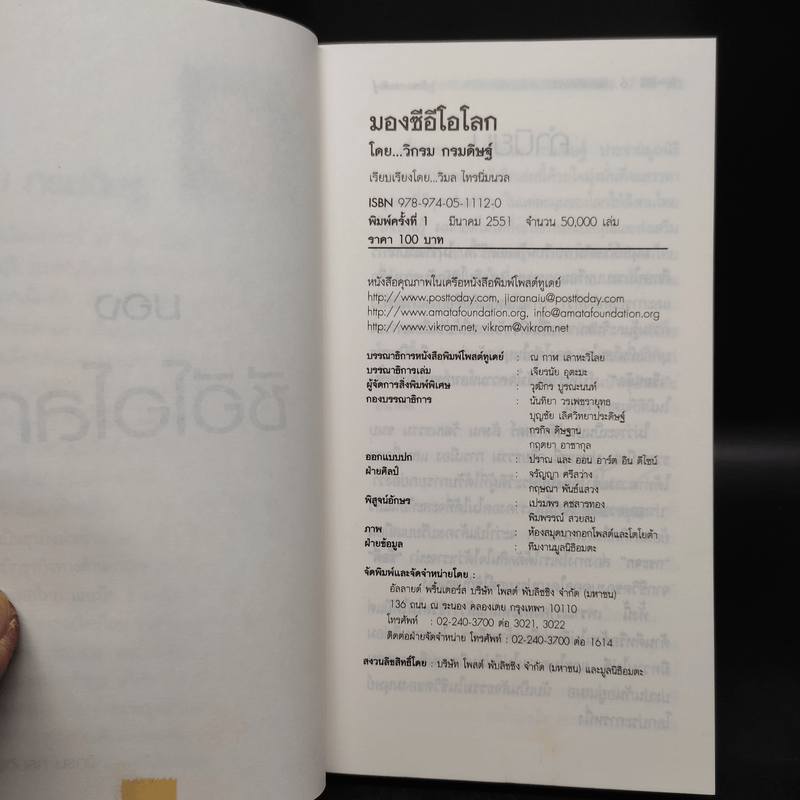 มองซีอีโอโลก
โดย...วิกรม กรมดิษฐ์
เรียบเรียงโดย...วิมล ไทรนิ่มนวล
ISBN 978-974-05-1112-0
พิมพ์ครั้งที่ 1 มีนาคม 2551 จำนวน 50,000 เล่ม
ราคา 100 บาท
หนังสือคุณภาพในเครือหนังสือพิมพ์โพสต์ทูเดย์
http://www.posttoday.com, jiaranaiu@posttoday.com
http://www.amatafoundation.org, info@amatafoundation.org
http://www.vikrom.net, vikrom@vikrom.net
บรรณาธิการหนังสือพิมพ์โพสต์ทูเดย์ : ณ กาฬ เลาหะวิไลย
บรรณาธิการเล่ม : เจียรนัย อุตะมะ
ผู้จัดการสิ่งพิมพ์พิเศษ : วุฒิกร บูรณะนนท์
กองบรรณาธิการ : นันทิยา วรเพชรายุทธ
บุญชัย เลิศวิทยาประดิษฐ์
กรกิจ ดิษฐาน
กฤตยา อาชากุล
ออกแบบปก : ปราณ และ ออน อาร์ต อิน ดีไซน์
ฝ่ายศิลป์ : จรัญญา ศรีสว่าง
กฤษณา พันธ์แสวง
พิสูจน์อักษร : เปรมพร คชสารทอง
พิมพรรณ์ สวยสม
ภาพ : ห้องสมุดบางกอกโพสต์และโตโยต้า
ฝ่ายข้อมูล : ทีมงานมูลนิธิอมตะ
จัดพิมพ์และจัดจำหน่ายโดย :
อัลลายด์ พริ้นเตอร์ส บริษัท โพสต์ พับลิชชิง จำกัด (มหาชน)
136 ถนน ณ ระนอง คลองเตย กรุงเทพฯ 10110
โทรศัพท์ : 02-240-3700 ต่อ 3021, 3022
ติดต่อฝ่ายจัดจำหน่าย โทรศัพท์ : 02-240-3700 ต่อ 1614
สงวนลิขสิทธิ์โดย : บริษัท โพสต์ พับลิชชิง จำกัด (มหาชน) และมูลนิธิอมตะ